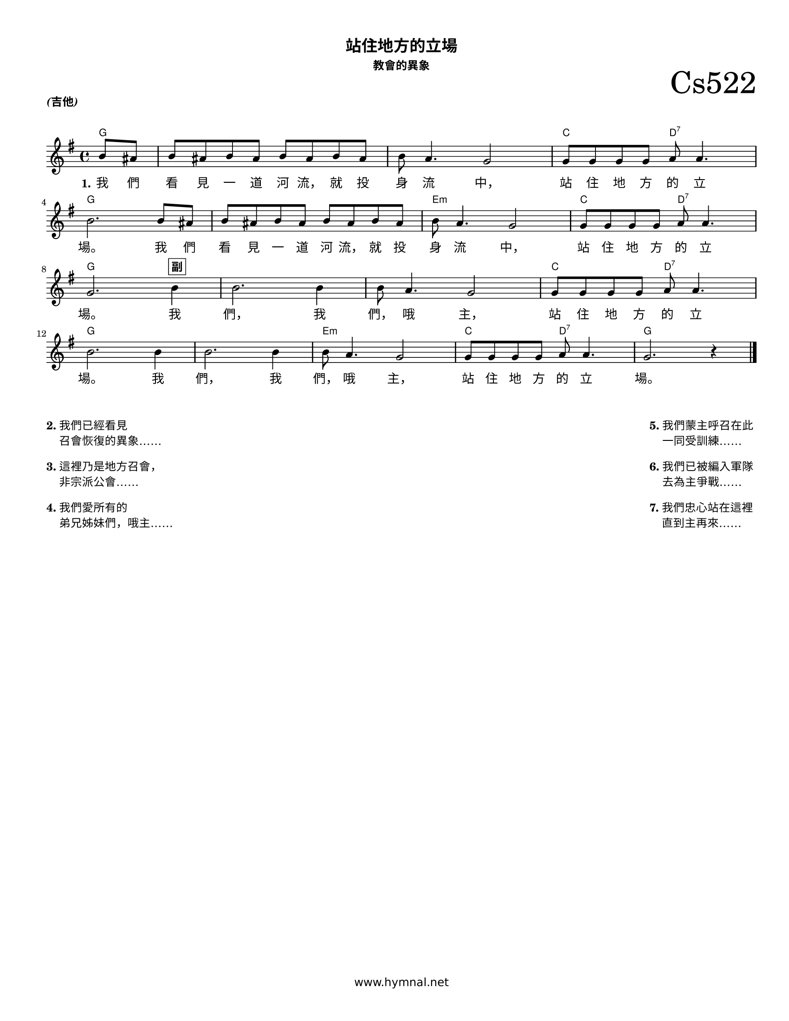 站住地方的立場
教會的異象
Cs522
(吉他)
G C D7
1. 我 們 看 見 一 道 河 流， 就 投 身 流 中， 站 住 地 方 的 立
4 G Em C D7
場。 我 們 看 見 一 道 河 流， 就 投 身 流 中， 站 住 地 方 的 立
8 G 副 C D7
場。 我 們， 我 們， 哦 主， 站 住 地 方 的 立
12 G Em C D7 G
場。 我 們， 我 們， 哦 主， 站 住 地 方 的 立 場。
2. 我們已經看見
召會恢復的異象……
3. 這裡乃是地方召會，
非宗派公會……
4. 我們愛所有的
弟兄姊妹們，哦主……
5. 我們蒙主呼召在此
一同受訓練……
6. 我們已被編入軍隊
去為主爭戰……
7. 我們忠心站在這裡
直到主再來……
www.hymnal.net